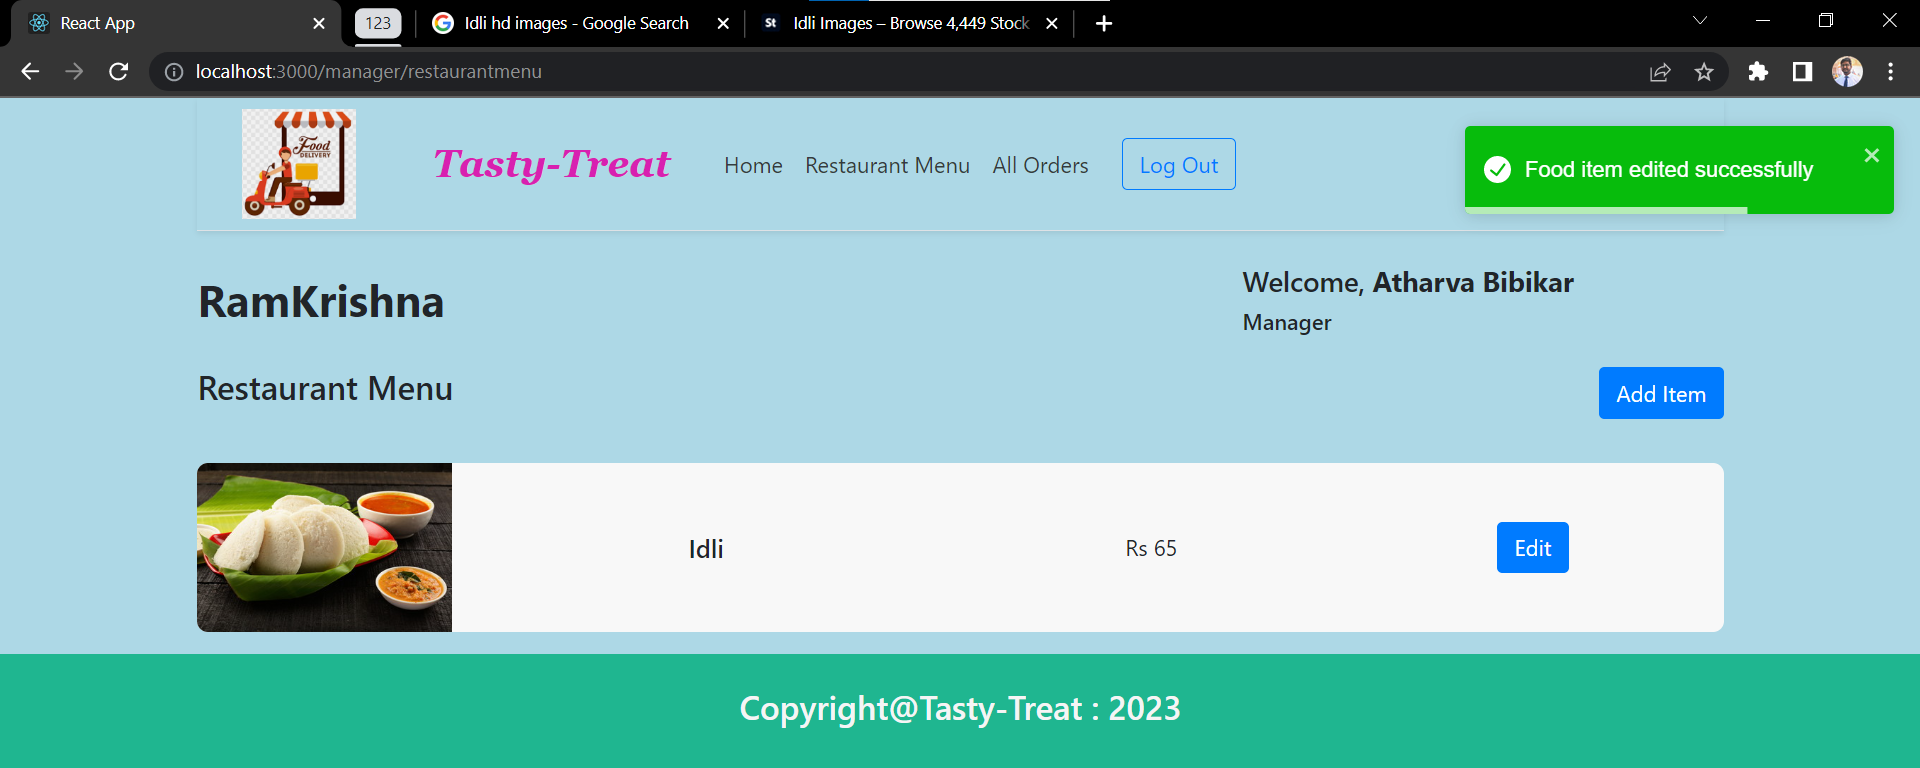 React App
123
Idli hd images - Google Search
St
Idli Images – Browse 4,449 Stock
localhost:3000/manager/restaurantmenu
Food
DELIVERY
Tasty-Treat
Home
Restaurant Menu
All Orders
Log Out
Food item edited successfully
RamKrishna
Welcome, Atharva Bibikar
Manager
Restaurant Menu
Add Item
Idli
Rs 65
Edit
Copyright@Tasty-Treat : 2023